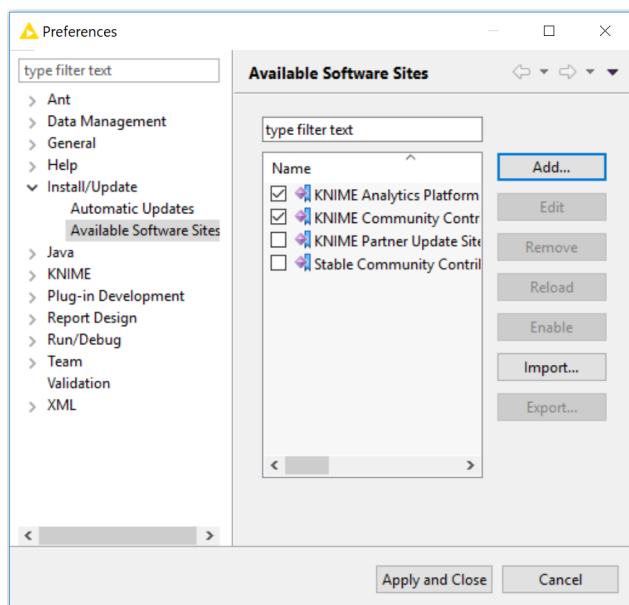 Preferences
type filter text
Ant
Data Management
General
Help
Install/Update
Automatic Updates
Available Software Sites
Java
KNIME
Plug-in Development
Report Design
Run/Debug
Team
Validation
XML
Available Software Sites
type filter text
Name
KNIME Analytics Platform
KNIME Community Contr
KNIME Partner Update Site
Stable Community Contril
Add...
Edit
Remove
Reload
Enable
Import...
Export...
Apply and Close
Cancel